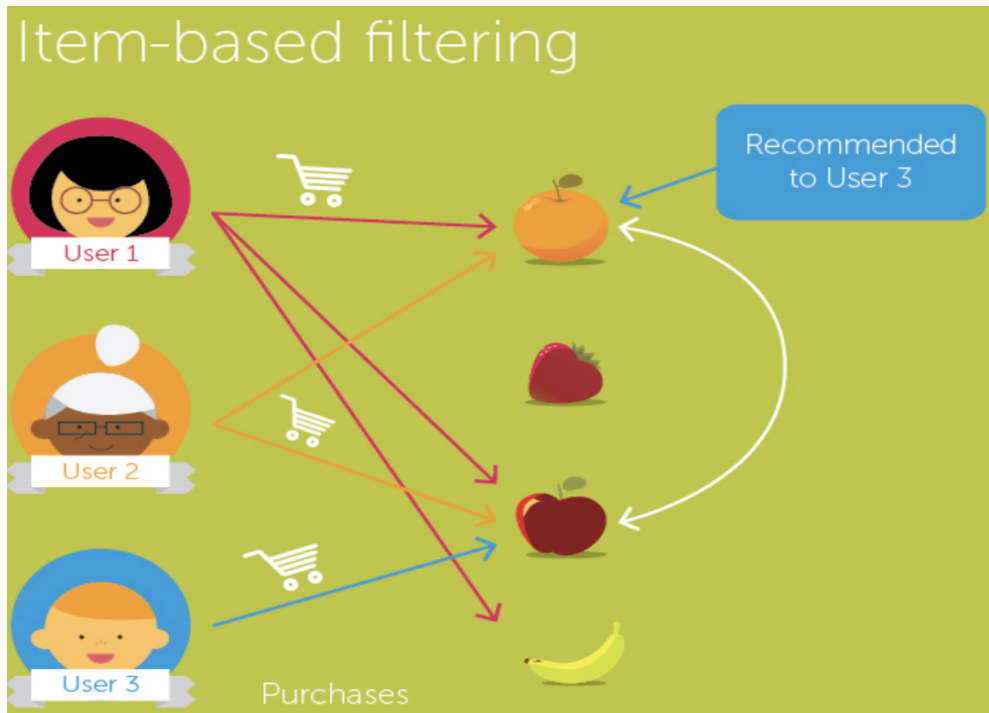 Item-based filtering
Recommended
to User 3
User 1
User 2
User 3
Purchases